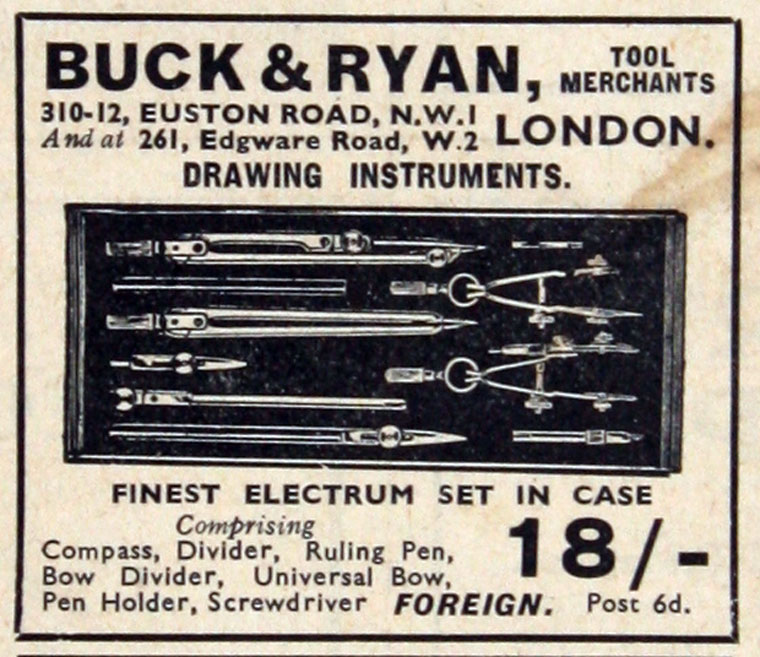 BUCK & RYAN, TOOL MERCHANTS
310-12, EUSTON ROAD, N.W.1
And at 261, Edgware Road, W.2 LONDON.
DRAWING INSTRUMENTS.
FINEST ELECTRUM SET IN CASE
Comprising
Compass, Divider, Ruling Pen,
Bow Divider, Universal Bow,
Pen Holder, Screwdriver
18/-
FOREIGN. Post 6d.